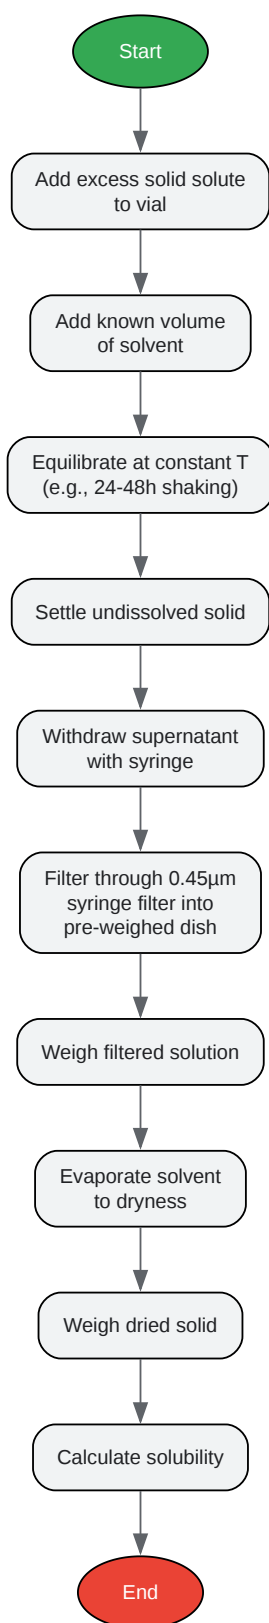 Start
Add excess solid solute
to vial
Add known volume
of solvent
Equilibrate at constant T
(e.g., 24-48h shaking)
Settle undissolved solid
Withdraw supernatant
with syringe
Filter through 0.45µm
syringe filter into
pre-weighed dish
Weigh filtered solution
Evaporate solvent
to dryness
Weigh dried solid
Calculate solubility
End